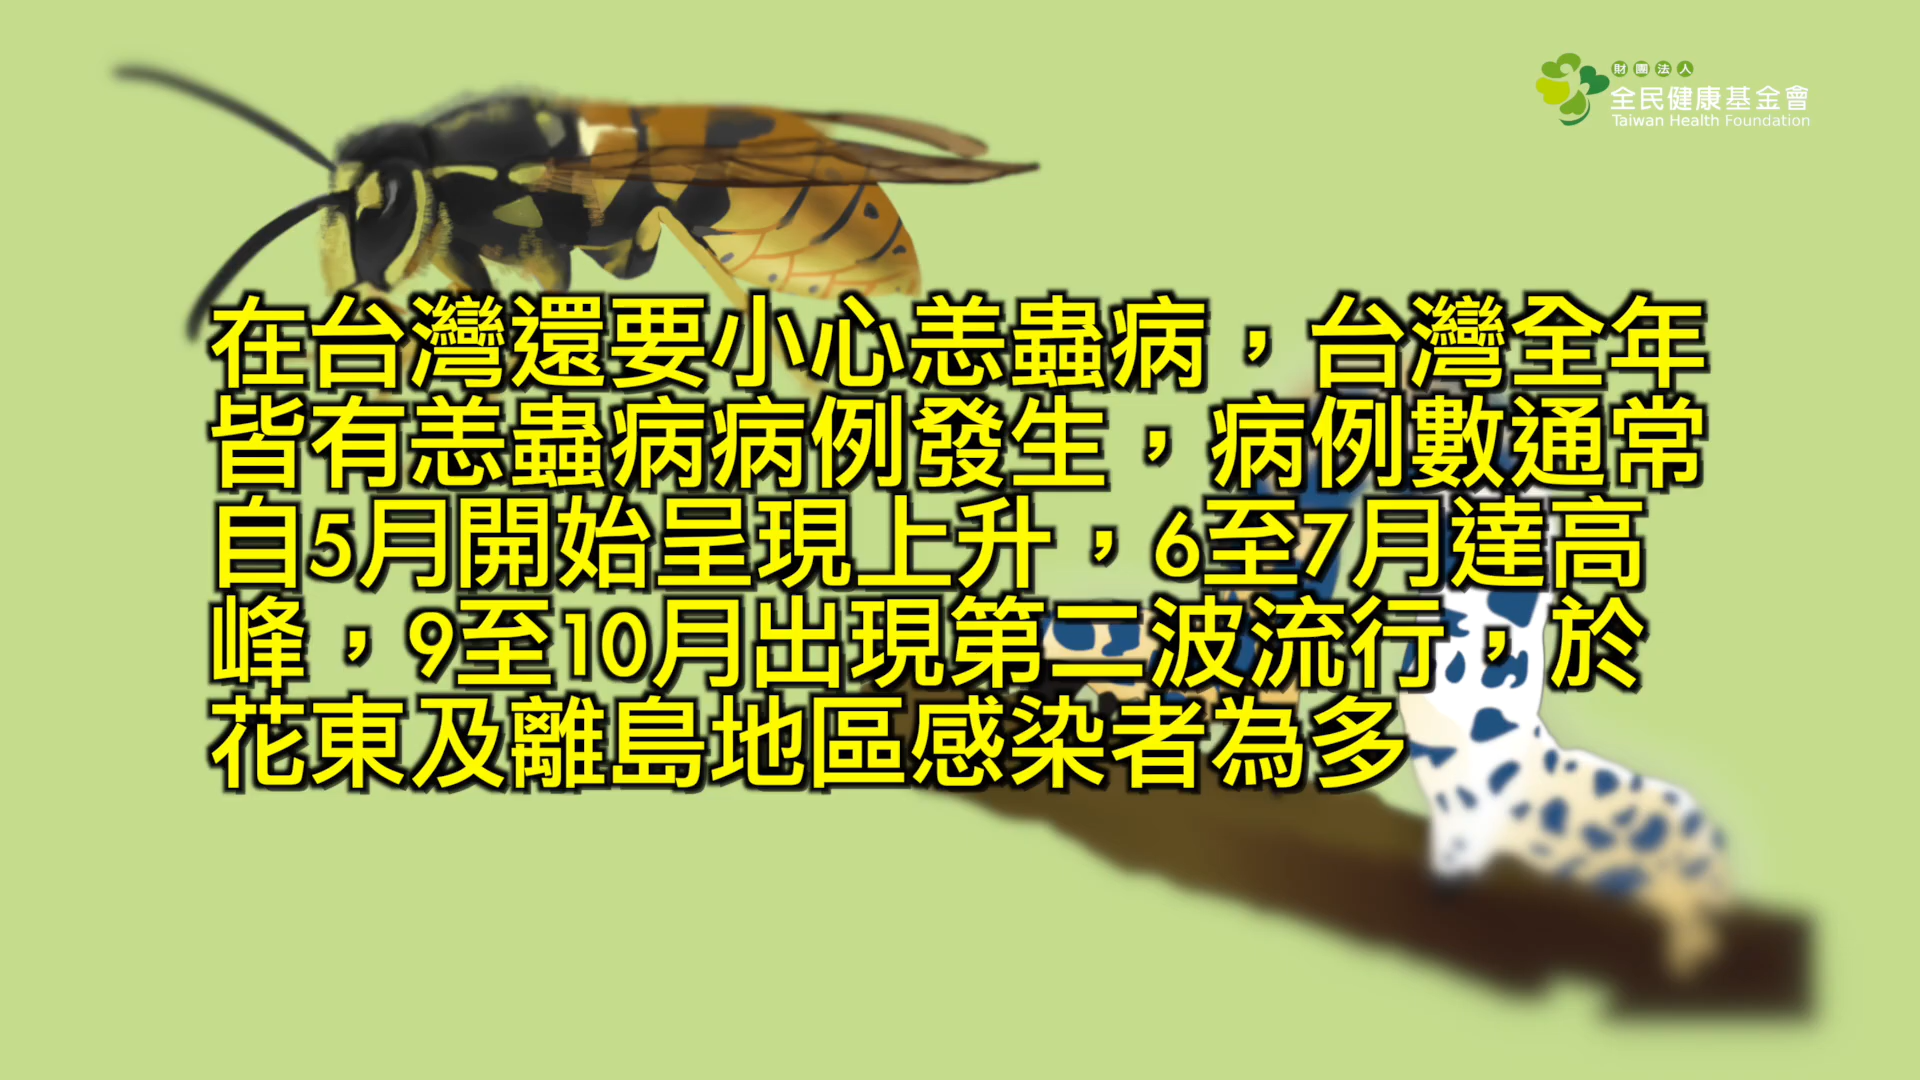 財團法人
全民健康基金會
Taiwan Health Foundation
在台灣還要小心恙蟲病，台灣全年
皆有恙蟲病病例發生，病例數通常
自5月開始呈現上升，6至7月達高
峰，9至10月出現第二波流行，於
花東及離島地區感染者為多